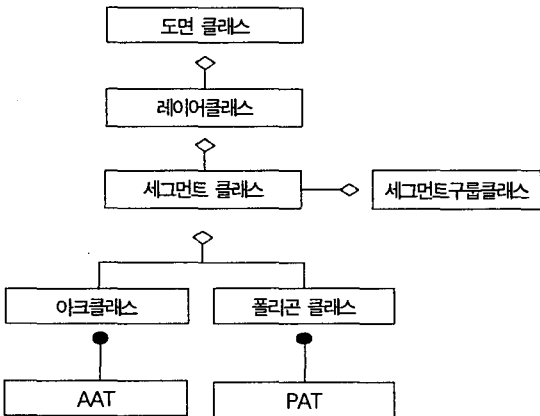 도면 클래스
레이어클래스
세그먼트 클래스
세그먼트구룹클래스
아크클래스
폴리곤 클래스
AAT
PAT